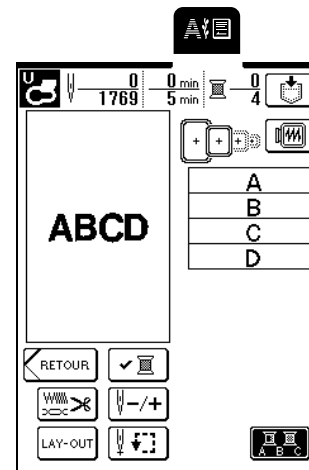 A
U 0 0 min 0
1769 5 min 4
A
B
ABCD
C
D
RETOUR
-/+
LAY-OUT
A B C